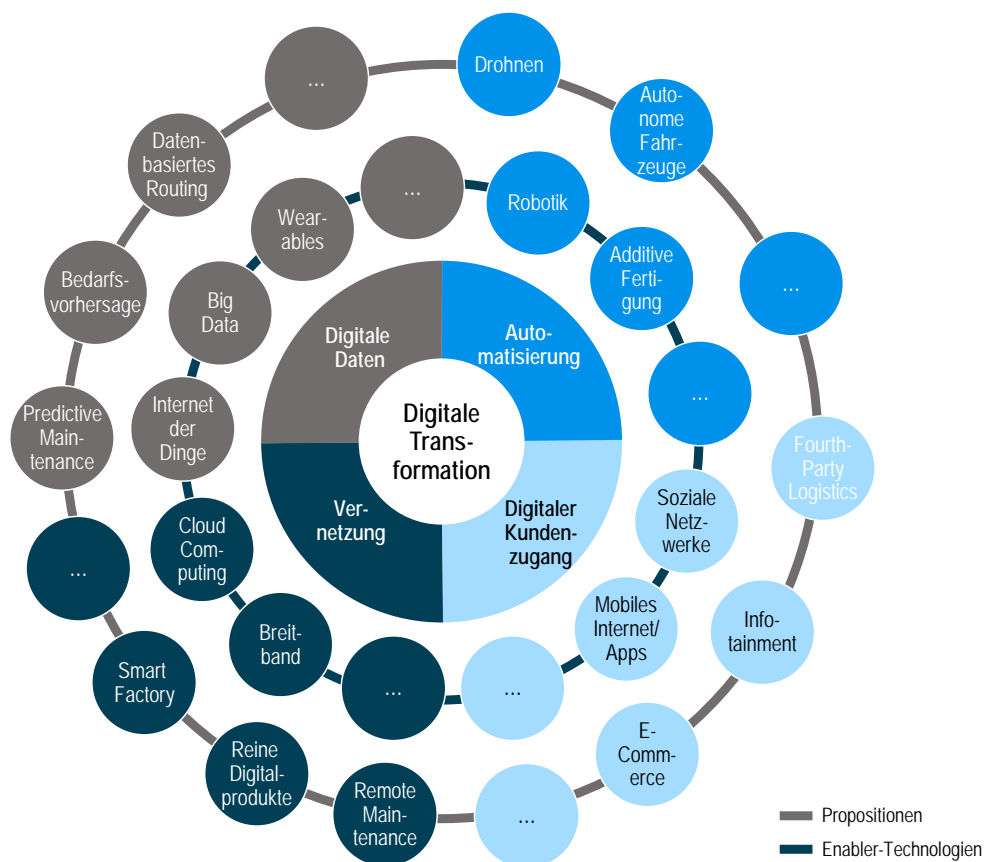 ...
Drohnen
Auto-
nome
Fahr-
zeuge
...
Fourth-
Party
Logistics
Info-
tainment
E-
Comm-
erce
...
Remote
Main-
tenance
Reine
Digital-
produkte
Smart
Factory
...
Predictive
Main-
tenance
Bedarfs-
vorhersage
Daten-
basiertes
Routing
...
Robotik
Additive
Ferti-
gung
...
Soziale
Netz-
werke
Mobiles
Internet/
Apps
...
...
Breit-
band
Cloud
Com-
puting
Internet
der
Dinge
Big
Data
Wear-
ables
Digitale
Daten
Auto-
matisierung
Digitale
Trans-
formation
Ver-
netzung
Digitaler
Kunden-
zugang
Propositionen
Enabler-Technologien